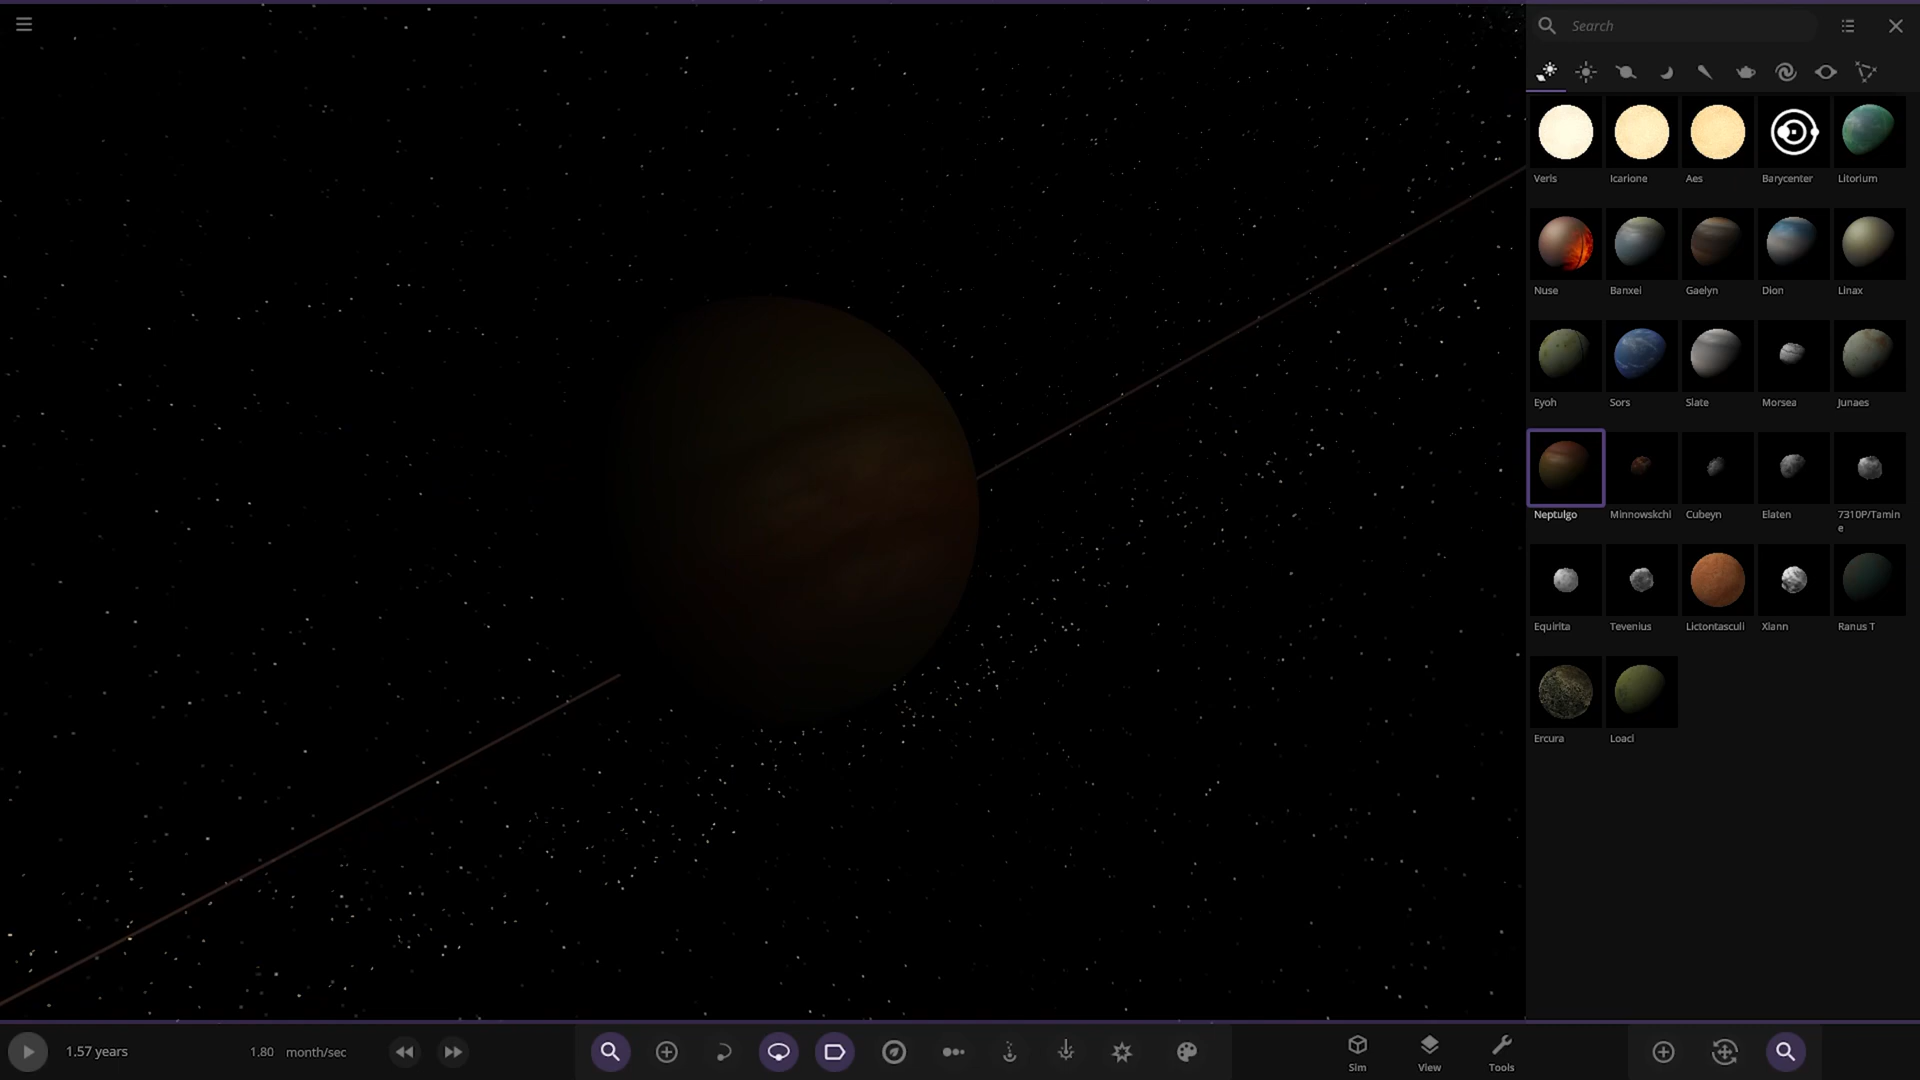 Search
Veris
Icarione
Aes
Barycenter
Litorium
Nuse
Banxei
Gaelyn
Dion
Linax
Eyoh
Sors
Slate
Morsea
Junaes
Neptulgo
Minnowskchi
Cubeyn
Elaten
7310P/Tamin
e
Equirita
Tevenius
Lictontasculi
Xiann
Ranus T
Ercura
Loaci
1.57 years
1.80 month/sec
Sim
View
Tools